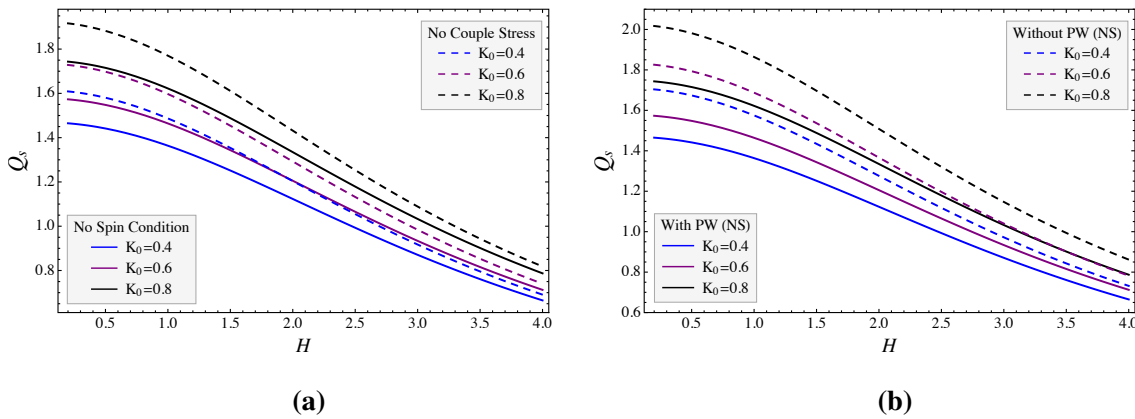 No Couple Stress
K0=0.4
K0=0.6
K0=0.8
No Spin Condition
K0=0.4
K0=0.6
K0=0.8
1.8
1.6
1.4
1.2
1.0
0.8
Qs
0.5 1.0 1.5 2.0 2.5 3.0 3.5 4.0
H
(a)
Without PW (NS)
K0=0.4
K0=0.6
K0=0.8
With PW (NS)
K0=0.4
K0=0.6
K0=0.8
2.0
1.8
1.6
1.4
1.2
1.0
0.8
0.6
Qs
0.5 1.0 1.5 2.0 2.5 3.0 3.5 4.0
H
(b)